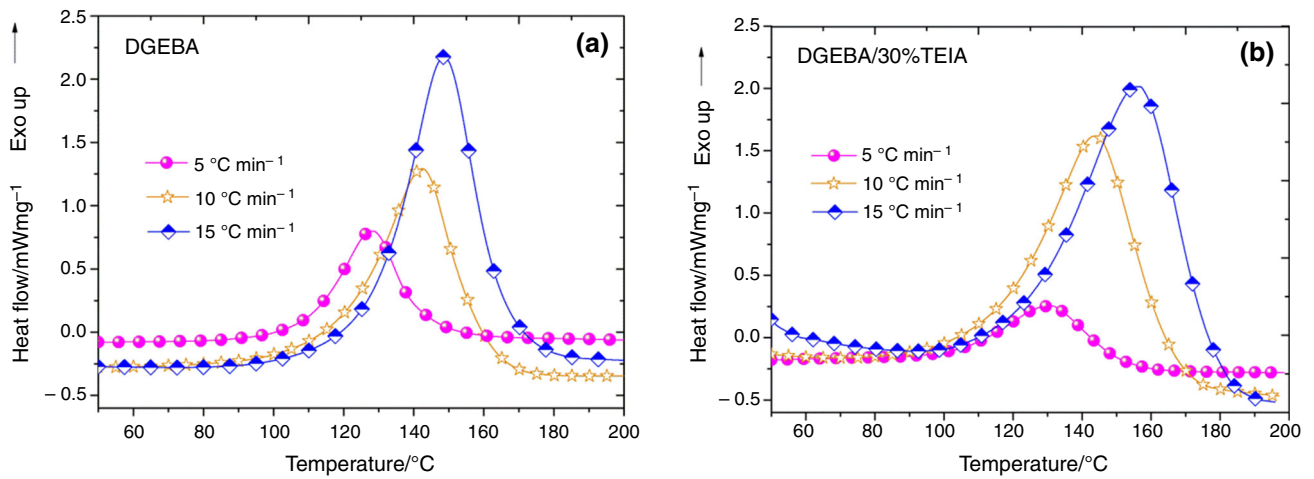 DGEBA
(a)
Exo up
Heat flow/mWmg⁻¹
2.5
2.0
1.5
1.0
0.5
0.0
– 0.5
5 °C min⁻¹
10 °C min⁻¹
15 °C min⁻¹
60 80 100 120 140 160 180 200
Temperature/°C
DGEBA/30%TEIA
(b)
Exo up
Heat flow/mWmg⁻¹
2.5
2.0
1.5
1.0
0.5
0.0
– 0.5
5 °C min⁻¹
10 °C min⁻¹
15 °C min⁻¹
60 80 100 120 140 160 180 200
Temperature/°C